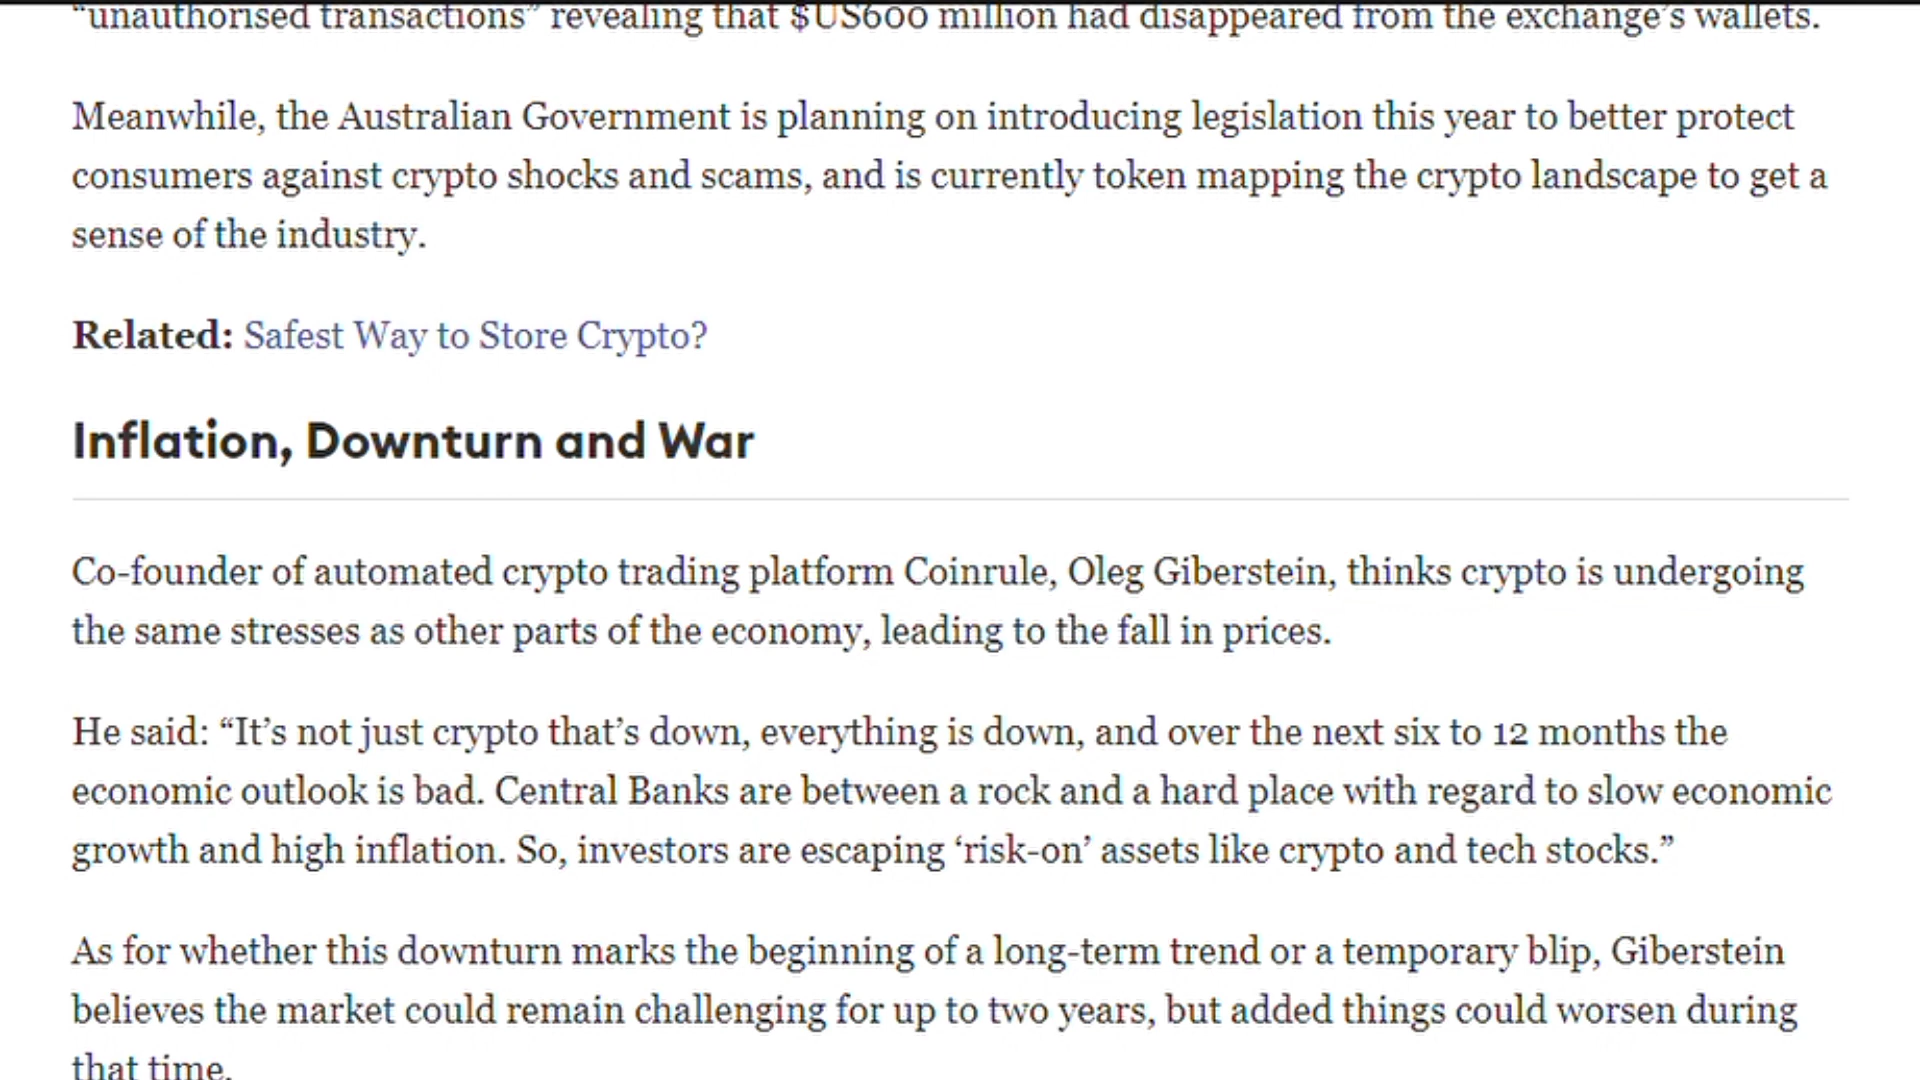 “unauthorised transactions” revealing that $US600 million had disappeared from the exchange’s wallets.
Meanwhile, the Australian Government is planning on introducing legislation this year to better protect
consumers against crypto shocks and scams, and is currently token mapping the crypto landscape to get a
sense of the industry.
Related: Safest Way to Store Crypto?
Inflation, Downturn and War
Co-founder of automated crypto trading platform Coinrule, Oleg Giberstein, thinks crypto is undergoing
the same stresses as other parts of the economy, leading to the fall in prices.
He said: “It’s not just crypto that’s down, everything is down, and over the next six to 12 months the
economic outlook is bad. Central Banks are between a rock and a hard place with regard to slow economic
growth and high inflation. So, investors are escaping ‘risk-on’ assets like crypto and tech stocks.”
As for whether this downturn marks the beginning of a long-term trend or a temporary blip, Giberstein
believes the market could remain challenging for up to two years, but added things could worsen during
that time.